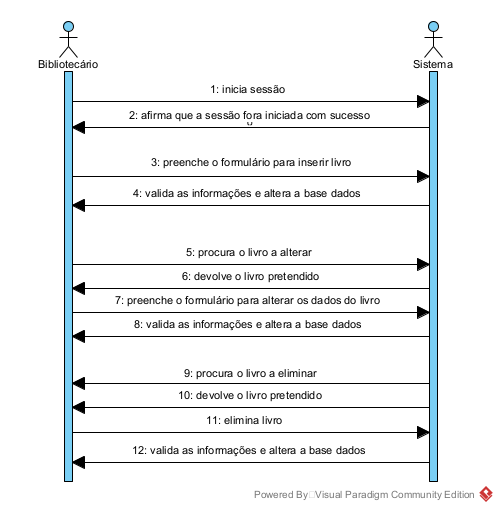 Bibliotecário
Sistema
1: inicia sessão
2: afirma que a sessão fora iniciada com sucesso
3: preenche o formulário para inserir livro
4: valida as informações e altera a base dados
5: procura o livro a alterar
6: devolve o livro pretendido
7: preenche o formulário para alterar os dados do livro
8: valida as informações e altera a base dados
9: procura o livro a eliminar
10: devolve o livro pretendido
11: elimina livro
12: valida as informações e altera a base dados
Powered By Visual Paradigm Community Edition